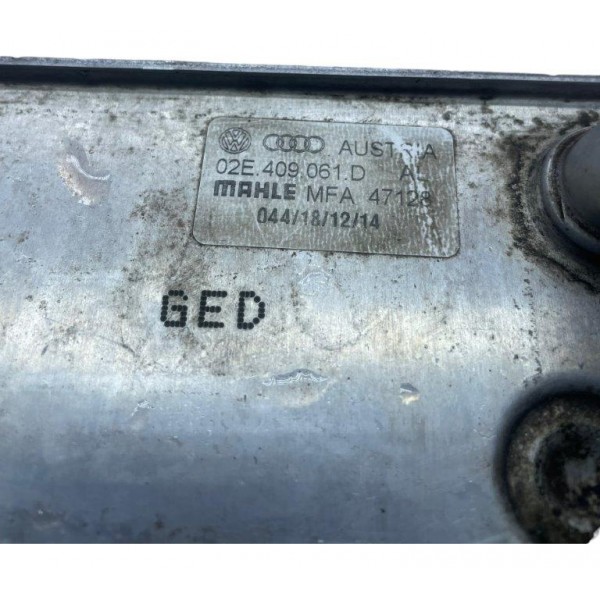 AUSTRIA
02E.409.061.D AL
MAHLE MFA 47128
044/18/12/14
GED